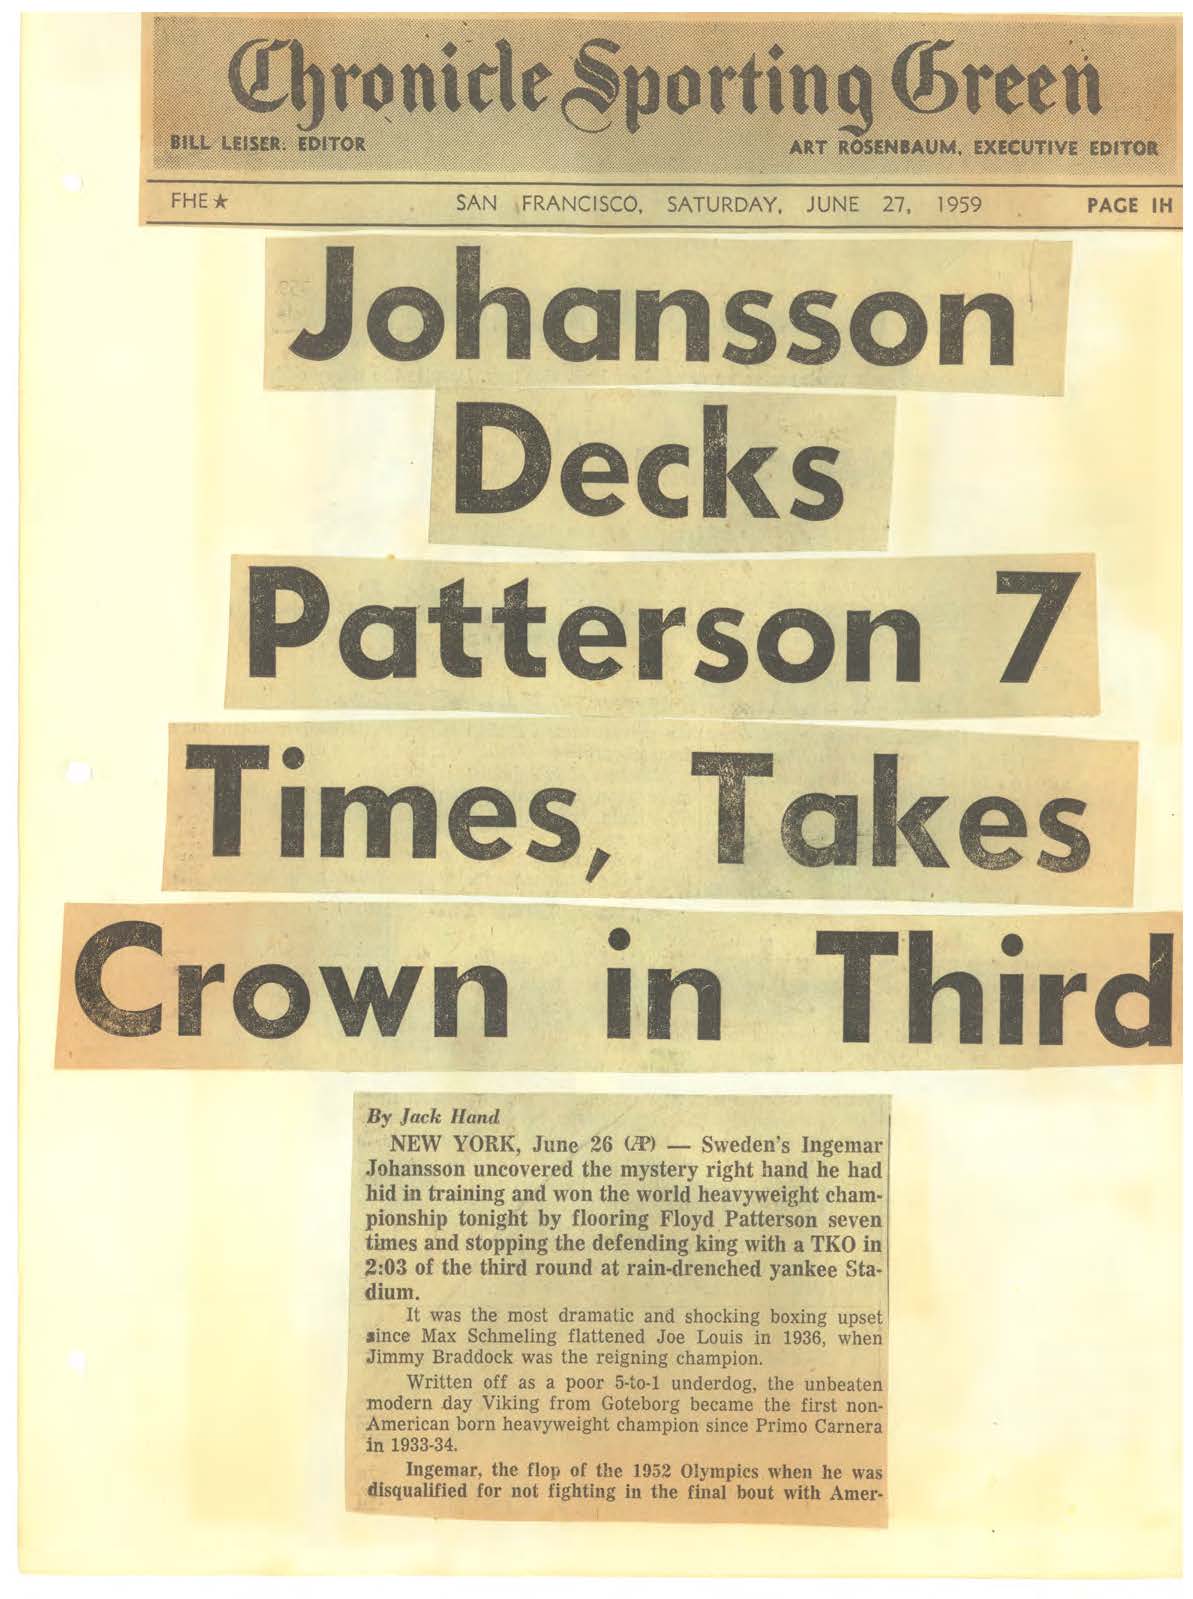 Chronicle Sporting Green
BILL LEISER, EDITOR
ART ROSENBAUM, EXECUTIVE EDITOR
FHE★ SAN FRANCISCO, SATURDAY, JUNE 27, 1959 PAGE 1H
Johansson
Decks
Patterson 7
Times, Takes
Crown in Third
By Jack Hand
NEW YORK, June 26 (AP) — Sweden's Ingemar
Johansson uncovered the mystery right hand he had
hid in training and won the world heavyweight cham-
pionship tonight by flooring Floyd Patterson seven
times and stopping the defending king with a TKO in
2:03 of the third round at rain-drenched yankee Sta-
dium.
It was the most dramatic and shocking boxing upset
since Max Schmeling flattened Joe Louis in 1936, when
Jimmy Braddock was the reigning champion.
Written off as a poor 5-to-1 underdog, the unbeaten
modern day Viking from Goteborg became the first non-
American born heavyweight champion since Primo Carnera
in 1933-34.
Ingemar, the flop of the 1952 Olympics when he was
disqualified for not fighting in the final bout with Amer-